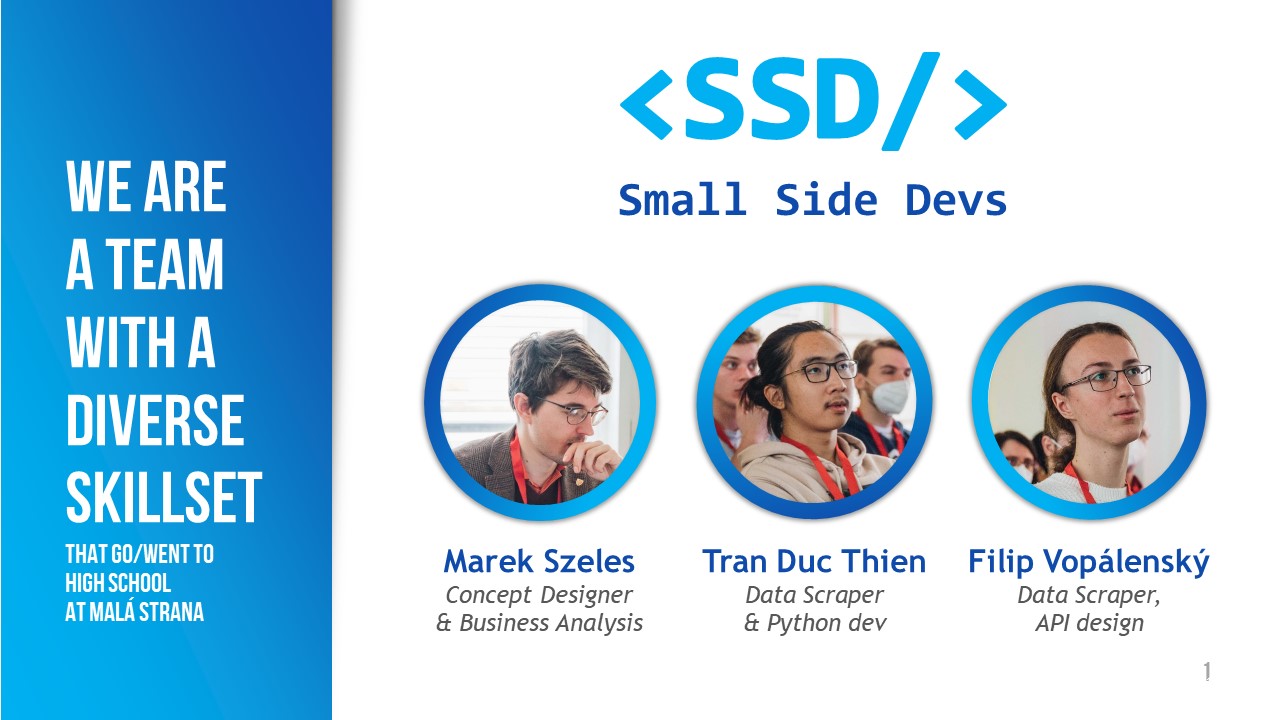 WE ARE
A TEAM
WITH A
DIVERSE
SKILLSET
THAT GO/WENT TO
HIGH SCHOOL
AT MALÁ STRANA
<SSD/>
Small Side Devs
Marek Szeles
Concept Designer
& Business Analysis
Tran Duc Thien
Data Scraper
& Python dev
Filip Vopálenský
Data Scraper,
API design
1